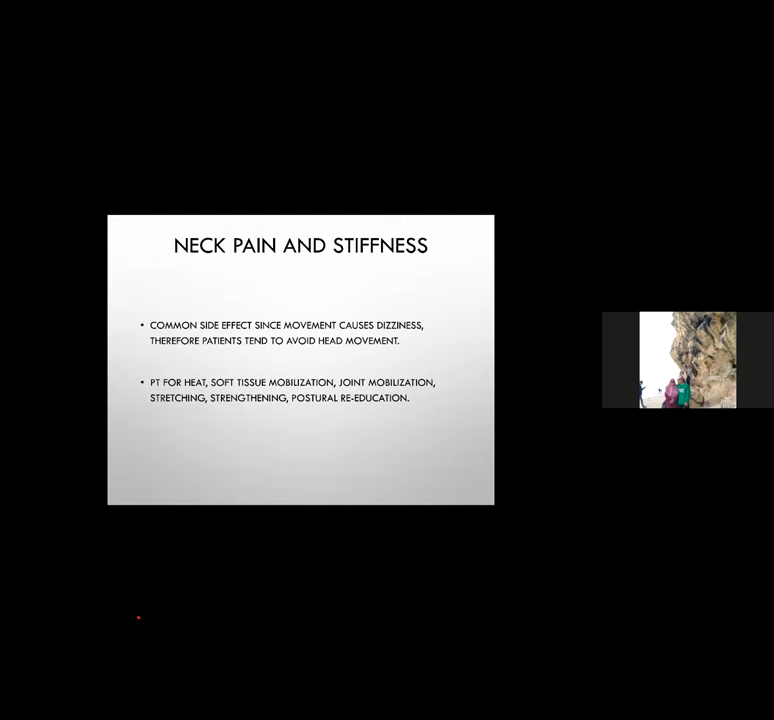 NECK PAIN AND STIFFNESS
• COMMON SIDE EFFECT SINCE MOVEMENT CAUSES DIZZINESS,
THEREFORE PATIENTS TEND TO AVOID HEAD MOVEMENT.
• PT FOR HEAT, SOFT TISSUE MOBILIZATION, JOINT MOBILIZATION,
STRETCHING, STRENGTHENING, POSTURAL RE-EDUCATION.